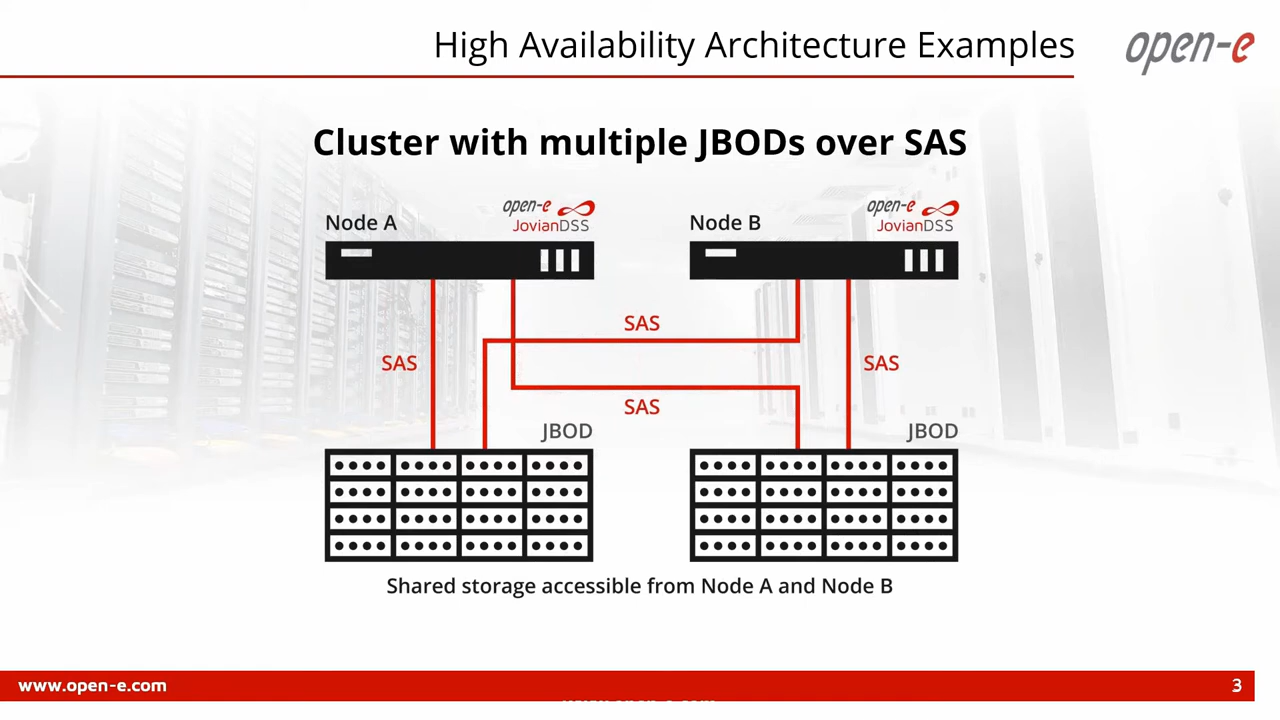 High Availability Architecture Examples
open-e
Cluster with multiple JBODs over SAS
Node A
open-e
JovianDSS
Node B
open-e
JovianDSS
SAS
SAS
SAS
SAS
JBOD
JBOD
Shared storage accessible from Node A and Node B
www.open-e.com
3